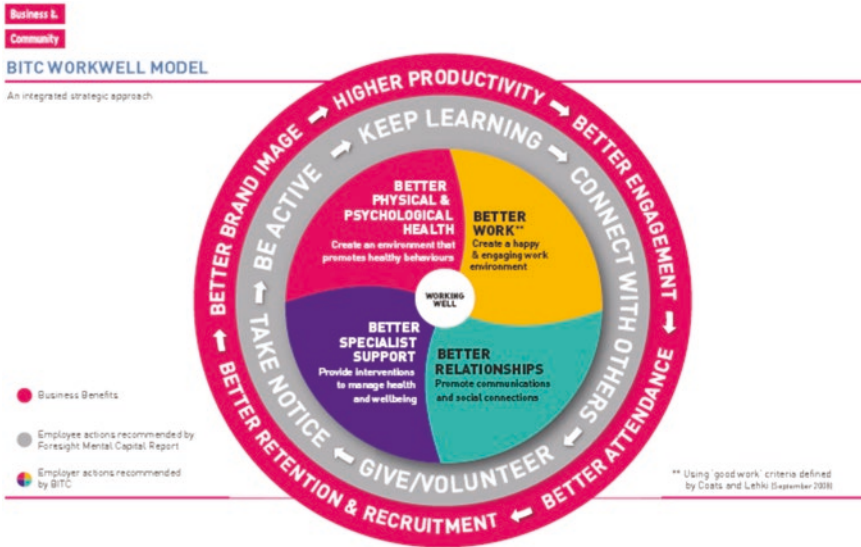 Business in the
Community
BITC WORKWELL MODEL
An integrated strategic approach
BETTER BRAND IMAGE
HIGHER PRODUCTIVITY
BETTER ENGAGEMENT
BETTER ATTENDANCE
BETTER RETENTION & RECRUITMENT
BE ACTIVE
KEEP LEARNING
CONNECT WITH OTHERS
GIVE/VOLUNTEER
TAKE NOTICE
BETTER
PHYSICAL &
PSYCHOLOGICAL
HEALTH
Create an environment that
promotes healthy behaviours
BETTER
WORK**
Create a happy
& engaging work
environment
WORKING
WELL
BETTER
SPECIALIST
SUPPORT
Provide interventions
to manage health
and wellbeing
BETTER
RELATIONSHIPS
Promote communications
and social connections
Business Benefits
Employee actions recommended by
Foresight Mental Capital Report
Employer actions recommended
by BITC
** Using 'good work' criteria defined
by Coats and Lehki (September 2008)